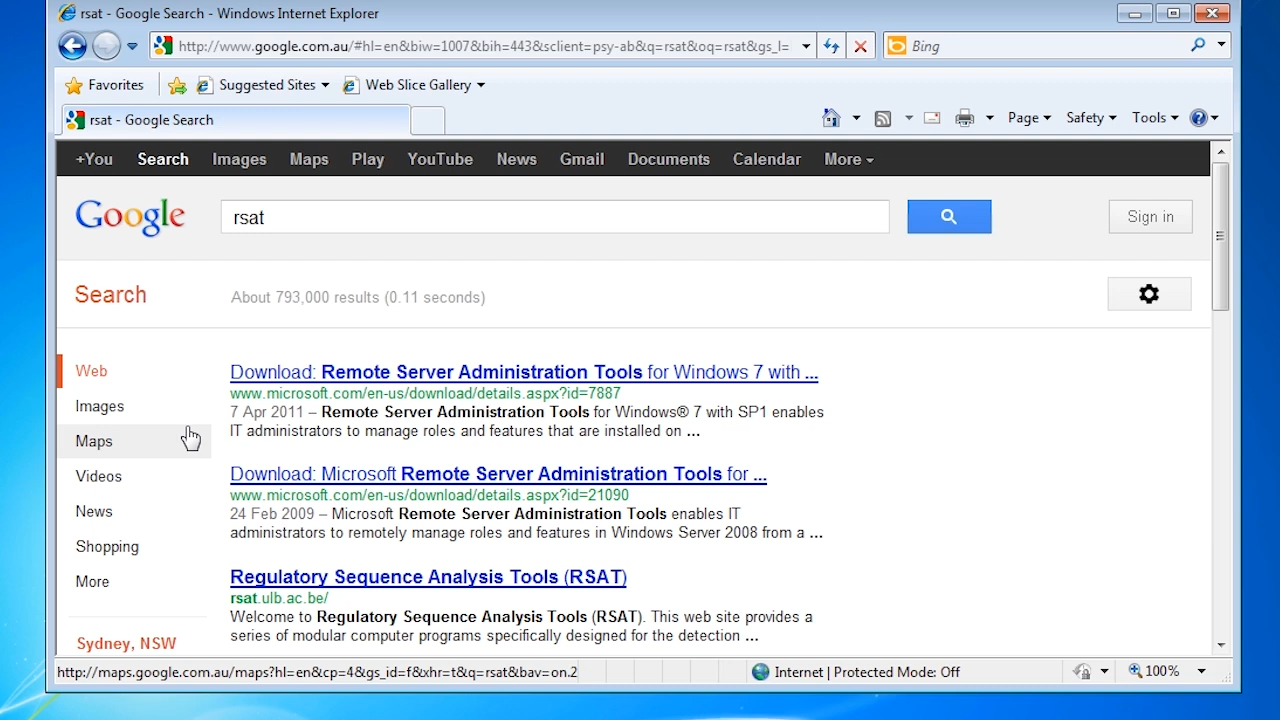 rsat - Google Search - Windows Internet Explorer
http://www.google.com.au/#hl=en&biw=1007&bih=443&sclient=psy-ab&q=rsat&oq=rsat&gs_l=
Bing
Favorites
Suggested Sites
Web Slice Gallery
rsat - Google Search
Page
Safety
Tools
+You
Search
Images
Maps
Play
YouTube
News
Gmail
Documents
Calendar
More
Google
rsat
Sign in
Search
About 793,000 results (0.11 seconds)
Web
Images
Maps
Videos
News
Shopping
More
Sydney, NSW
Download: Remote Server Administration Tools for Windows 7 with ...
www.microsoft.com/en-us/download/details.aspx?id=7887
7 Apr 2011 – Remote Server Administration Tools for Windows® 7 with SP1 enables
IT administrators to manage roles and features that are installed on ...
Download: Microsoft Remote Server Administration Tools for ...
www.microsoft.com/en-us/download/details.aspx?id=21090
24 Feb 2009 – Microsoft Remote Server Administration Tools enables IT
administrators to remotely manage roles and features in Windows Server 2008 from a ...
Regulatory Sequence Analysis Tools (RSAT)
rsat.ulb.ac.be/
Welcome to Regulatory Sequence Analysis Tools (RSAT). This web site provides a
series of modular computer programs specifically designed for the detection ...
http://maps.google.com.au/maps?hl=en&cp=4&gs_id=f&xhr=t&q=rsat&bav=on.2
Internet | Protected Mode: Off
100%